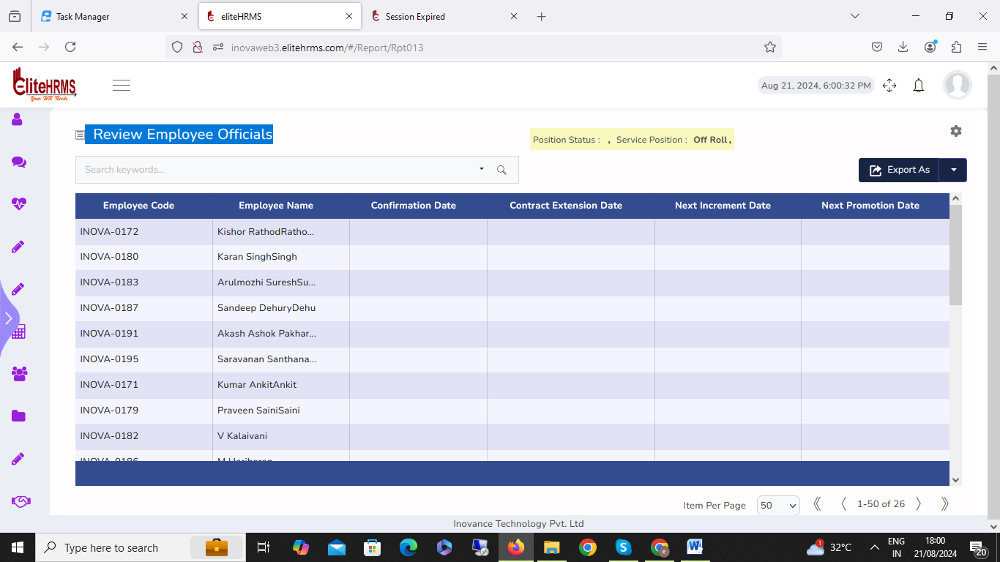 Task Manager
eliteHRMS
Session Expired
inovaweb3.elitehrms.com/#/Report/Rpt013
EliteHRMS
Your HR Needs
Aug 21, 2024, 6:00:32 PM
Review Employee Officials
Position Status : , Service Position : Off Roll,
Search keywords...
Export As
Employee Code Employee Name Confirmation Date Contract Extension Date Next Increment Date Next Promotion Date
INOVA-0172 Kishor RathodRatho...
INOVA-0180 Karan SinghSingh
INOVA-0183 Arulmozhi SureshSu...
INOVA-0187 Sandeep DehuryDehu
INOVA-0191 Akash Ashok Pakhar...
INOVA-0195 Saravanan Santhana...
INOVA-0171 Kumar AnkitAnkit
INOVA-0179 Praveen SainiSaini
INOVA-0182 V Kalaivani
INOVA-0186 M Hariharan
Item Per Page 50 1-50 of 26
Inovance Technology Pvt. Ltd
Type here to search
1
32°C
ENG
IN
18:00
21/08/2024
20